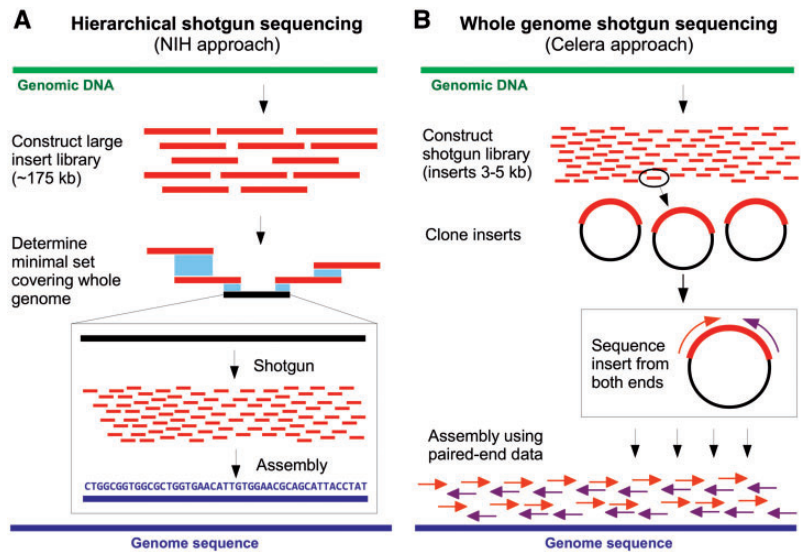 A
Hierarchical shotgun sequencing
(NIH approach)
Genomic DNA
Construct large
insert library
(~175 kb)
Determine
minimal set
covering whole
genome
Shotgun
Assembly
CTGGCGGTGGCGCTGGTGAACATTGTGGAACGCAGCATTACCTAT
Genome sequence
B
Whole genome shotgun sequencing
(Celera approach)
Genomic DNA
Construct
shotgun library
(inserts 3-5 kb)
Clone inserts
Sequence
insert from
both ends
Assembly using
paired-end data
Genome sequence